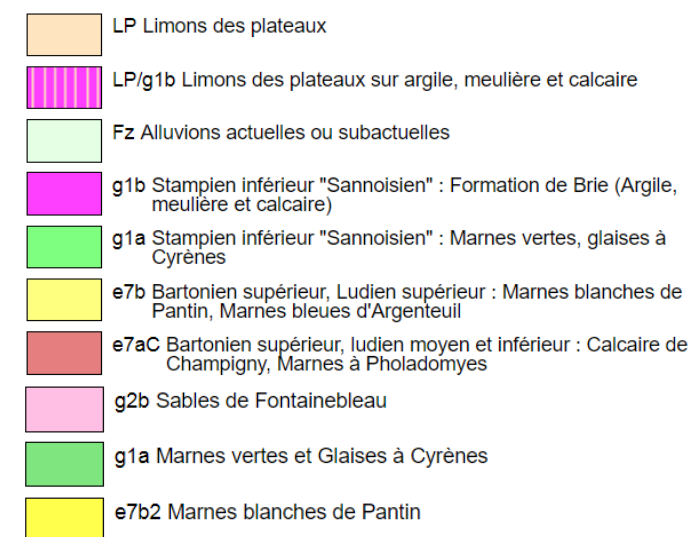 LP Limons des plateaux
LP/g1b Limons des plateaux sur argile, meulière et calcaire
Fz Alluvions actuelles ou subactuelles
g1b Stampien inférieur "Sannoisien" : Formation de Brie (Argile,
meulière et calcaire)
g1a Stampien inférieur "Sannoisien" : Marnes vertes, glaises à
Cyrènes
e7b Bartonien supérieur, Ludien supérieur : Marnes blanches de
Pantin, Marnes bleues d'Argenteuil
e7aC Bartonien supérieur, ludien moyen et inférieur : Calcaire de
Champigny, Marnes à Pholadomyes
g2b Sables de Fontainebleau
g1a Marnes vertes et Glaises à Cyrènes
e7b2 Marnes blanches de Pantin